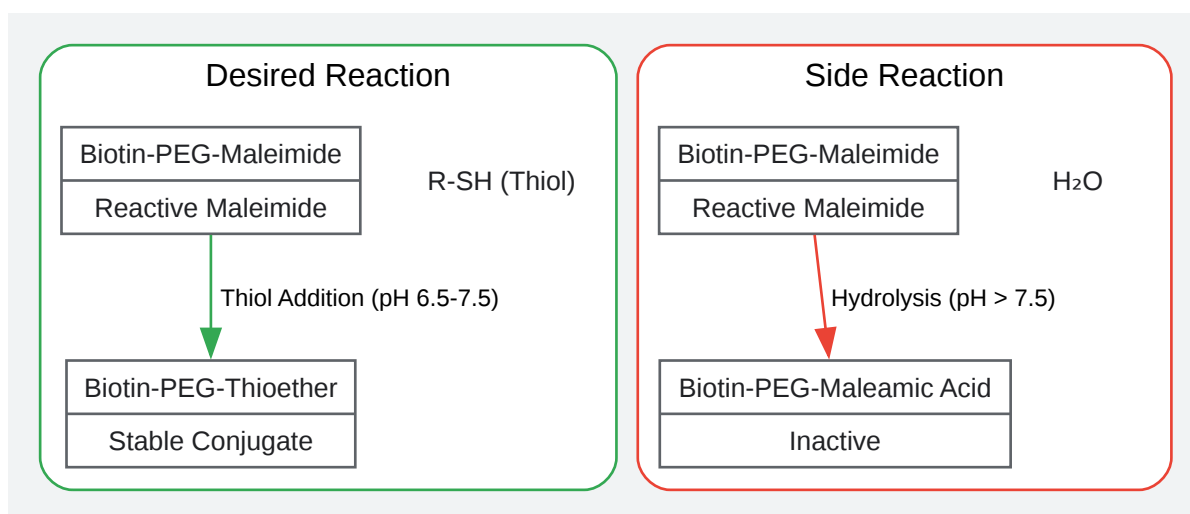 Desired Reaction
Biotin-PEG-Maleimide
Reactive Maleimide
R-SH (Thiol)
Thiol Addition (pH 6.5-7.5)
Biotin-PEG-Thioether
Stable Conjugate
Side Reaction
Biotin-PEG-Maleimide
Reactive Maleimide
H₂O
Hydrolysis (pH > 7.5)
Biotin-PEG-Maleamic Acid
Inactive